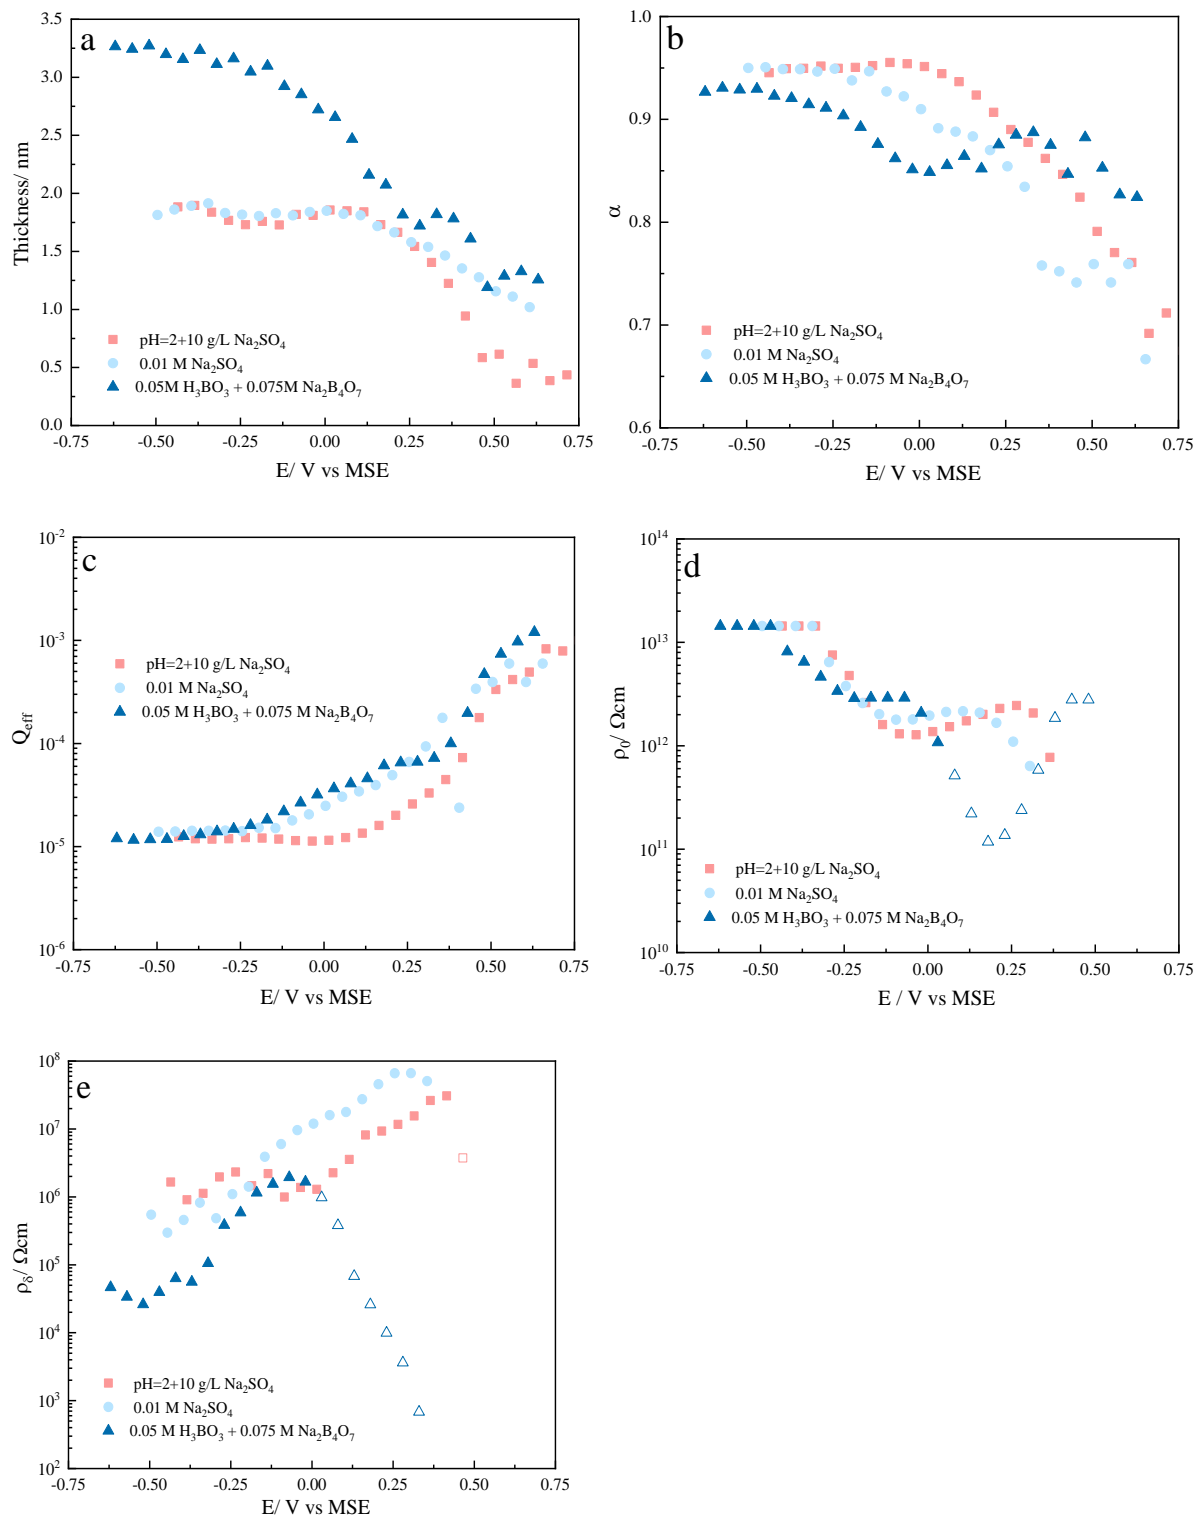 a
3.5
3.0
2.5
2.0
1.5
1.0
0.5
0.0
Thickness/ nm
pH=2+10 g/L Na₂SO₄
0.01 M Na₂SO₄
0.05M H₃BO₃ + 0.075M Na₂B₄O₇
-0.75 -0.50 -0.25 0.00 0.25 0.50 0.75
E/ V vs MSE
b
1.0
0.9
0.8
0.7
0.6
α
pH=2+10 g/L Na₂SO₄
0.01 M Na₂SO₄
0.05 M H₃BO₃ + 0.075 M Na₂B₄O₇
-0.75 -0.50 -0.25 0.00 0.25 0.50 0.75
E/ V vs MSE
c
10⁻²
10⁻³
10⁻⁴
10⁻⁵
10⁻⁶
Q_eff
pH=2+10 g/L Na₂SO₄
0.01 M Na₂SO₄
0.05 M H₃BO₃ + 0.075 M Na₂B₄O₇
-0.75 -0.50 -0.25 0.00 0.25 0.50 0.75
E/ V vs MSE
d
10¹⁴
10¹³
10¹²
10¹¹
10¹⁰
ρ₀/ Ωcm
pH=2+10 g/L Na₂SO₄
0.01 M Na₂SO₄
0.05 M H₃BO₃ + 0.075 M Na₂B₄O₇
-0.75 -0.50 -0.25 0.00 0.25 0.50 0.75
E / V vs MSE
e
10⁸
10⁷
10⁶
10⁵
10⁴
10³
10²
ρ_δ/ Ωcm
pH=2+10 g/L Na₂SO₄
0.01 M Na₂SO₄
0.05 M H₃BO₃ + 0.075 M Na₂B₄O₇
-0.75 -0.50 -0.25 0.00 0.25 0.50 0.75
E/ V vs MSE